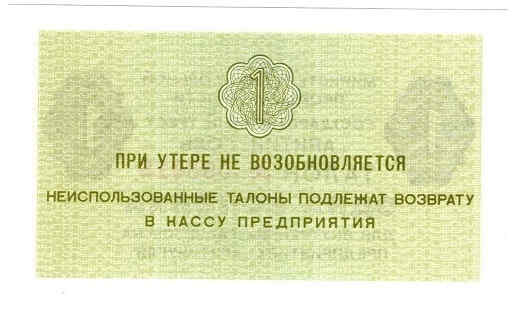 1
ПРИ УТЕРЕ НЕ ВОЗОБНОВЛЯЕТСЯ
НЕИСПОЛЬЗОВАННЫЕ ТАЛОНЫ ПОДЛЕЖАТ ВОЗВРАТУ
В КАССУ ПРЕДПРИЯТИЯ